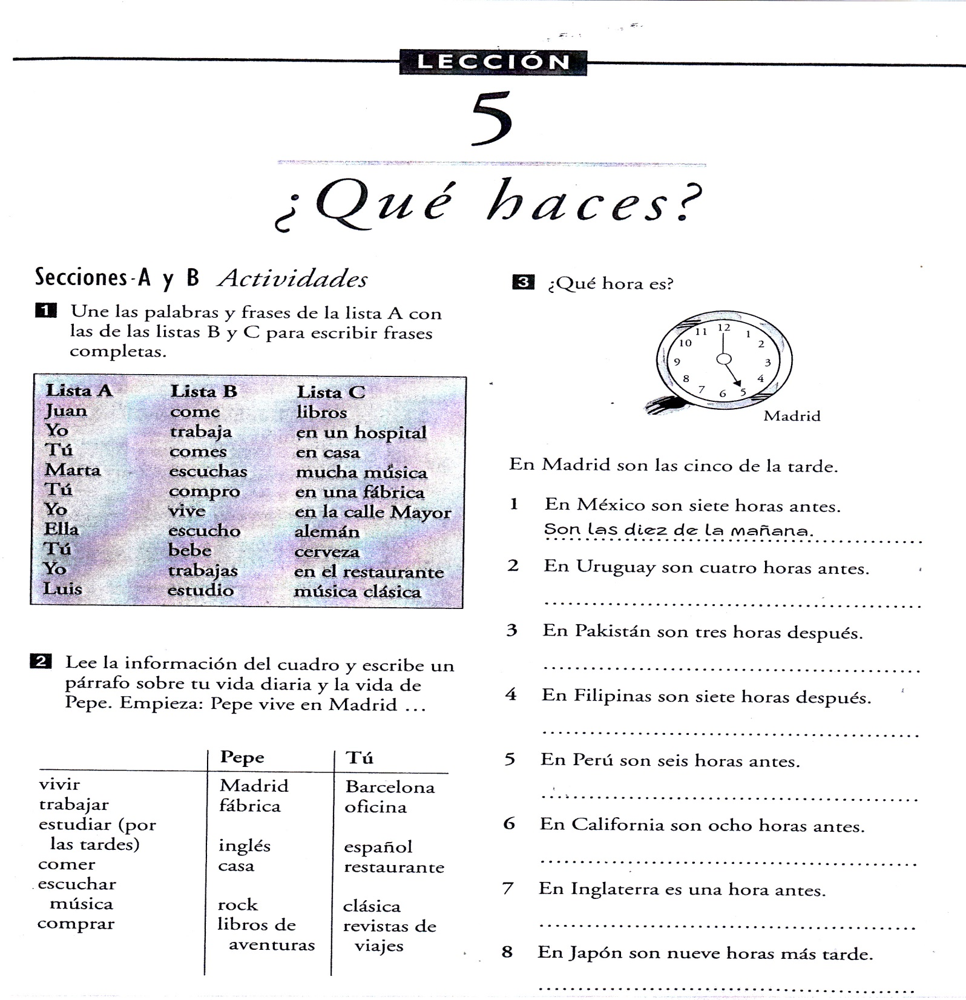 LECCIÓN
5
¿Qué haces?
Secciones A y B Actividades
1 Une las palabras y frases de la lista A con
las de las listas B y C para escribir frases
completas.
Lista A Lista B Lista C
Juan come libros
Yo trabaja en un hospital
Tú comes en casa
Marta escuchas mucha música
Tú compro en una fábrica
Yo vive en la calle Mayor
Ella escucho alemán
Tú bebe cerveza
Yo trabajas en el restaurante
Luis estudio música clásica
2 Lee la información del cuadro y escribe un
párrafo sobre tu vida diaria y la vida de
Pepe. Empieza: Pepe vive en Madrid ...
Pepe Tú
vivir Madrid Barcelona
trabajar fábrica oficina
estudiar (por
las tardes) inglés español
comer casa restaurante
escuchar
música rock clásica
comprar libros de revistas de
aventuras viajes
3 ¿Qué hora es?
12
11 1
10 2
9 3
8 4
7 6 5
Madrid
En Madrid son las cinco de la tarde.
1 En México son siete horas antes.
Son las diez de la mañana.
2 En Uruguay son cuatro horas antes.
3 En Pakistán son tres horas después.
4 En Filipinas son siete horas después.
5 En Perú son seis horas antes.
6 En California son ocho horas antes.
7 En Inglaterra es una hora antes.
8 En Japón son nueve horas más tarde.